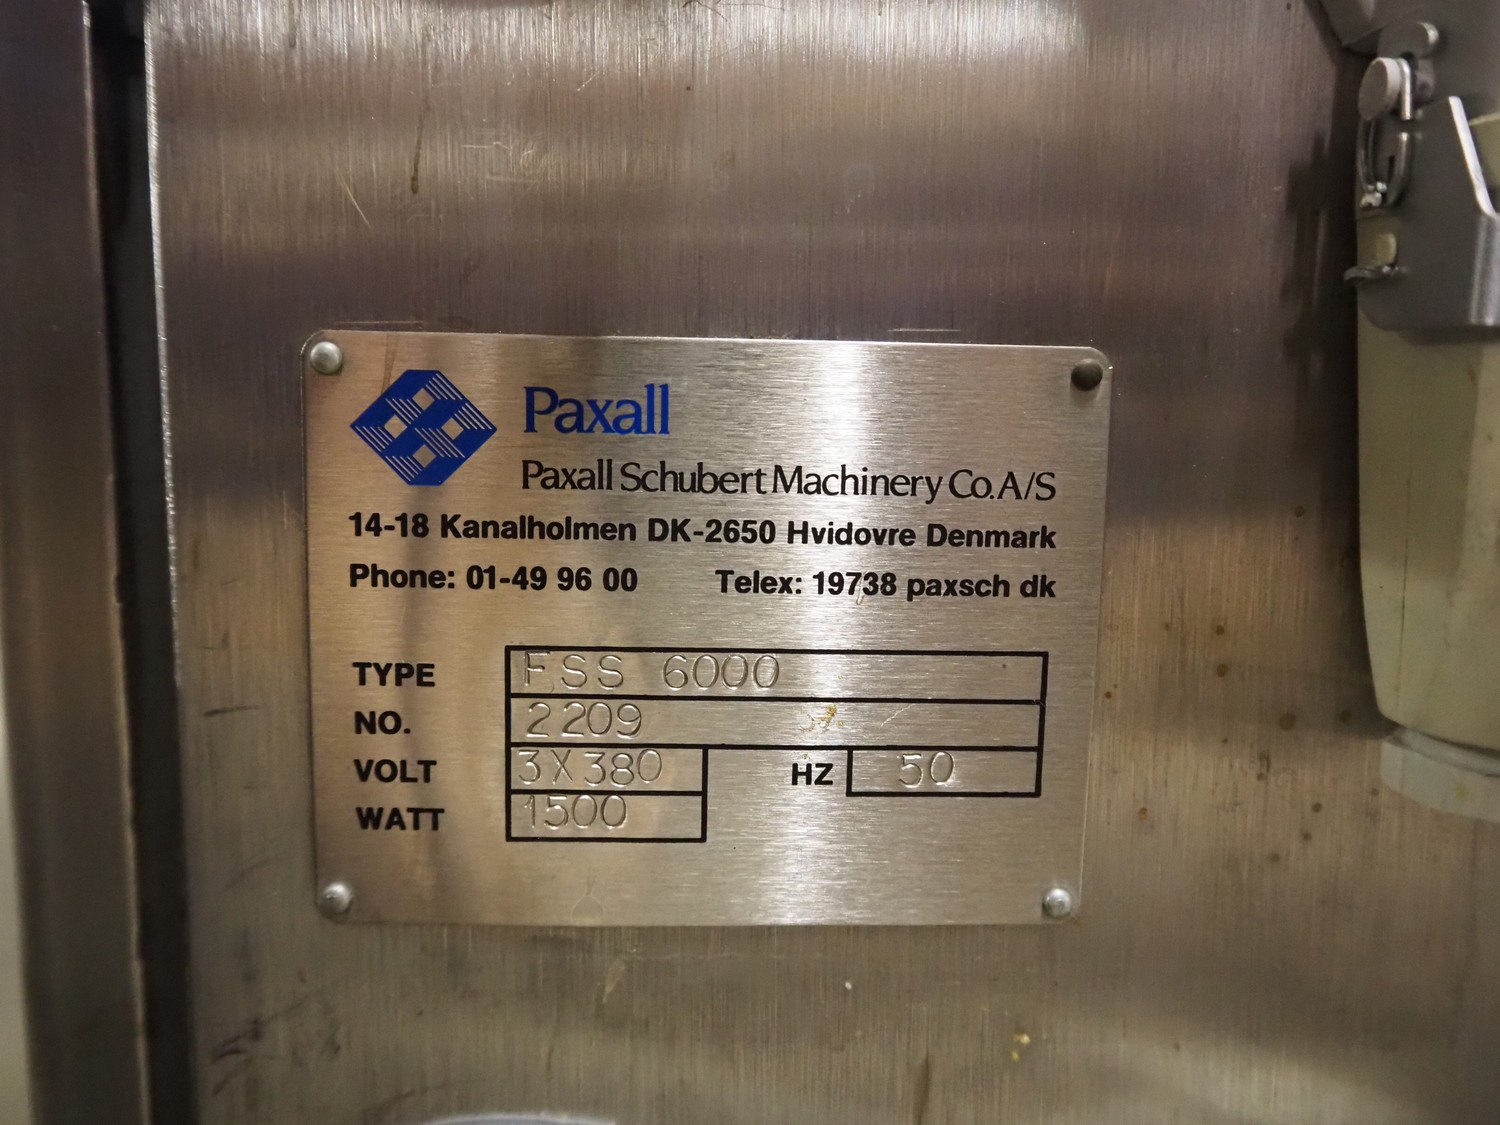 Paxall
Paxall Schubert Machinery Co. A/S
14-18 Kanalholmen DK-2650 Hvidovre Denmark
Phone: 01-49 96 00 Telex: 19738 paxsch dk
TYPE FSS 6000
NO. 2209
VOLT 3X380 HZ 50
WATT 1500